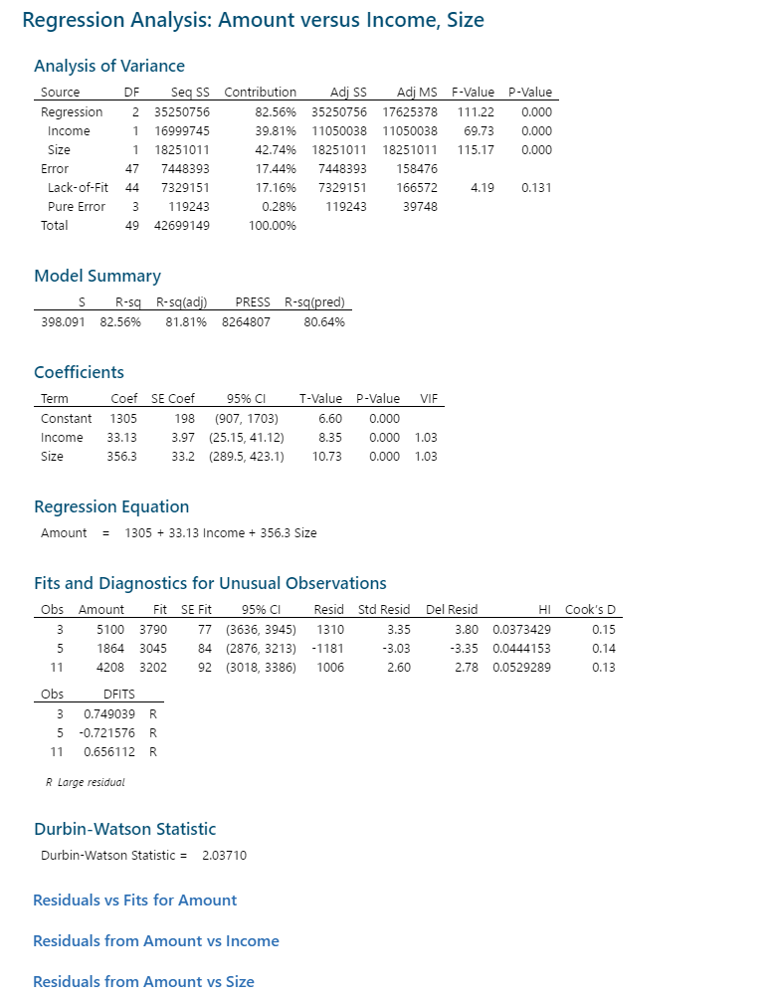 Regression Analysis: Amount versus Income, Size
Analysis of Variance
Source DF Seq SS Contribution Adj SS Adj MS F-Value P-Value
Regression 2 35250756 82.56% 35250756 17625378 111.22 0.000
Income 1 16999745 39.81% 11050038 11050038 69.73 0.000
Size 1 18251011 42.74% 18251011 18251011 115.17 0.000
Error 47 7448393 17.44% 7448393 158476
Lack-of-Fit 44 7329151 17.16% 7329151 166572 4.19 0.131
Pure Error 3 119243 0.28% 119243 39748
Total 49 42699149 100.00%
Model Summary
S R-sq R-sq(adj) PRESS R-sq(pred)
398.091 82.56% 81.81% 8264807 80.64%
Coefficients
Term Coef SE Coef 95% CI T-Value P-Value VIF
Constant 1305 198 (907, 1703) 6.60 0.000
Income 33.13 3.97 (25.15, 41.12) 8.35 0.000 1.03
Size 356.3 33.2 (289.5, 423.1) 10.73 0.000 1.03
Regression Equation
Amount = 1305 + 33.13 Income + 356.3 Size
Fits and Diagnostics for Unusual Observations
Obs Amount Fit SE Fit 95% CI Resid Std Resid Del Resid HI Cook's D
3 5100 3790 77 (3636, 3945) 1310 3.35 3.80 0.0373429 0.15
5 1864 3045 84 (2876, 3213) -1181 -3.03 -3.35 0.0444153 0.14
11 4208 3202 92 (3018, 3386) 1006 2.60 2.78 0.0529289 0.13
Obs DFITS
3 0.749039 R
5 -0.721576 R
11 0.656112 R
R Large residual
Durbin-Watson Statistic
Durbin-Watson Statistic = 2.03710
Residuals vs Fits for Amount
Residuals from Amount vs Income
Residuals from Amount vs Size